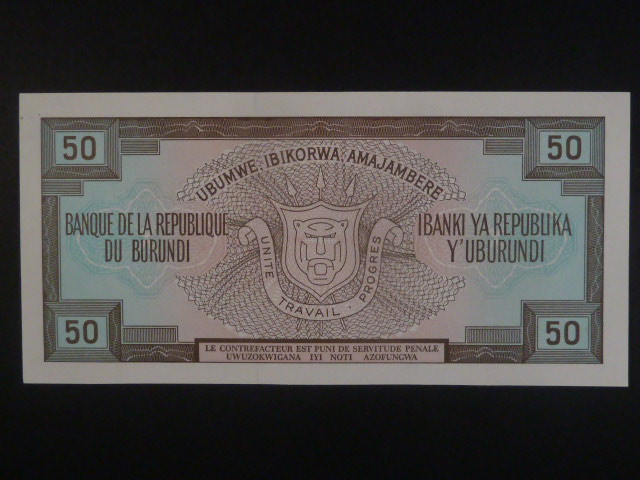 50
50
UBUMWE, IBIKORWA, AMAJAMBERE
BANQUE DE LA REPUBLIQUE
DU BURUNDI
IBANKI YA REPUBLIKA
Y'UBURUNDI
UNITE TRAVAIL · PROGRES
50
50
LE CONTREFACTEUR EST PUNI DE SERVITUDE PENALE
UWUZOKWIGANA IYI NOTI AZOFUNGWA